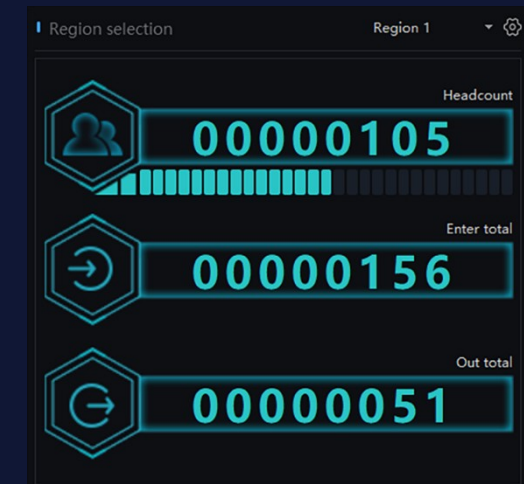 Region selection Region 1
Headcount
00000105
Enter total
00000156
Out total
00000051